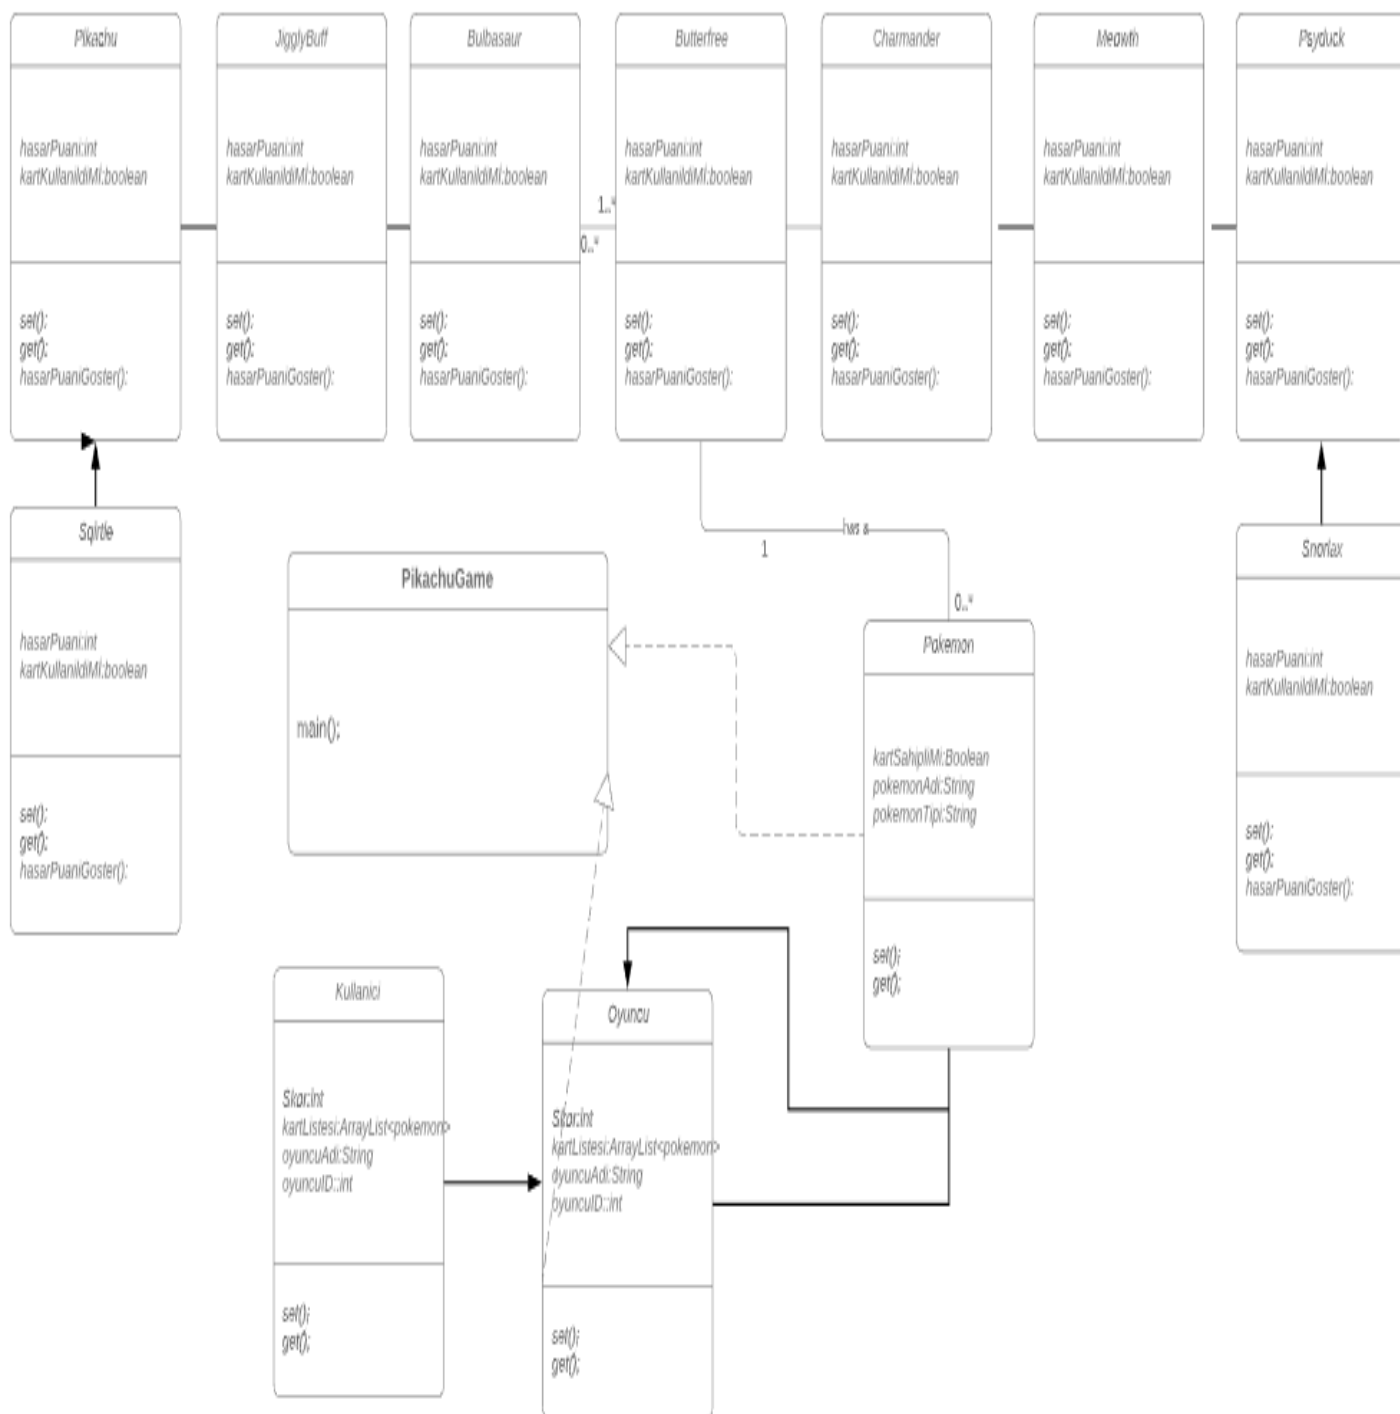 Pikachu
hasarPuani:int
kartKullanildiMİ:boolean
set();
get();
hasarPuaniGoster();
JigglyBuff
hasarPuani:int
kartKullanildiMİ:boolean
set();
get();
hasarPuaniGoster();
Bulbasaur
hasarPuani:int
kartKullanildiMİ:boolean
set();
get();
hasarPuaniGoster();
1..*
0..*
Butterfree
hasarPuani:int
kartKullanildiMİ:boolean
set();
get();
hasarPuaniGoster();
Charmander
hasarPuani:int
kartKullanildiMİ:boolean
set();
get();
hasarPuaniGoster();
Meowth
hasarPuani:int
kartKullanildiMİ:boolean
set();
get();
hasarPuaniGoster();
Psyduck
hasarPuani:int
kartKullanildiMİ:boolean
set();
get();
hasarPuaniGoster();
Sqirtle
hasarPuani:int
kartKullanildiMİ:boolean
set();
get();
hasarPuaniGoster();
PikachuGame
main();
has a
1
0..*
Pokemon
kartSahipliMi:Boolean
pokemonAdi:String
pokemonTipi:String
set();
get();
Snorlax
hasarPuani:int
kartKullanildiMİ:boolean
set();
get();
hasarPuaniGoster();
Kullanici
Skor:int
kartListesi:ArrayList<pokemon>
oyuncuAdi:String
oyuncuID::int
set();
get();
Oyuncu
Skor:int
kartListesi:ArrayList<pokemon>
oyuncuAdi:String
oyuncuID::int
set();
get();